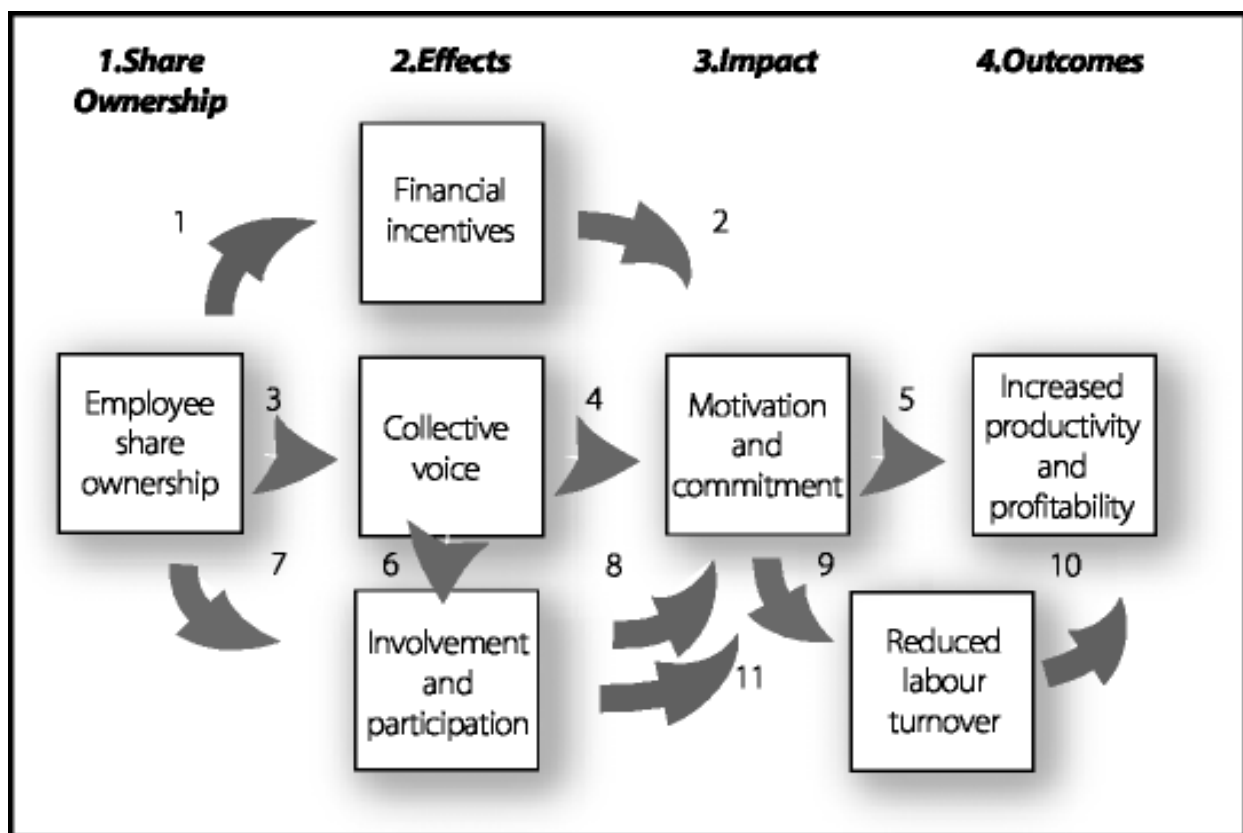 1.Share
Ownership
2.Effects
3.Impact
4.Outcomes
Financial
incentives
1
2
Employee
share
ownership
3
Collective
voice
4
Motivation
and
commitment
5
Increased
productivity
and
profitability
7
6
8
9
10
Involvement
and
participation
11
Reduced
labour
turnover